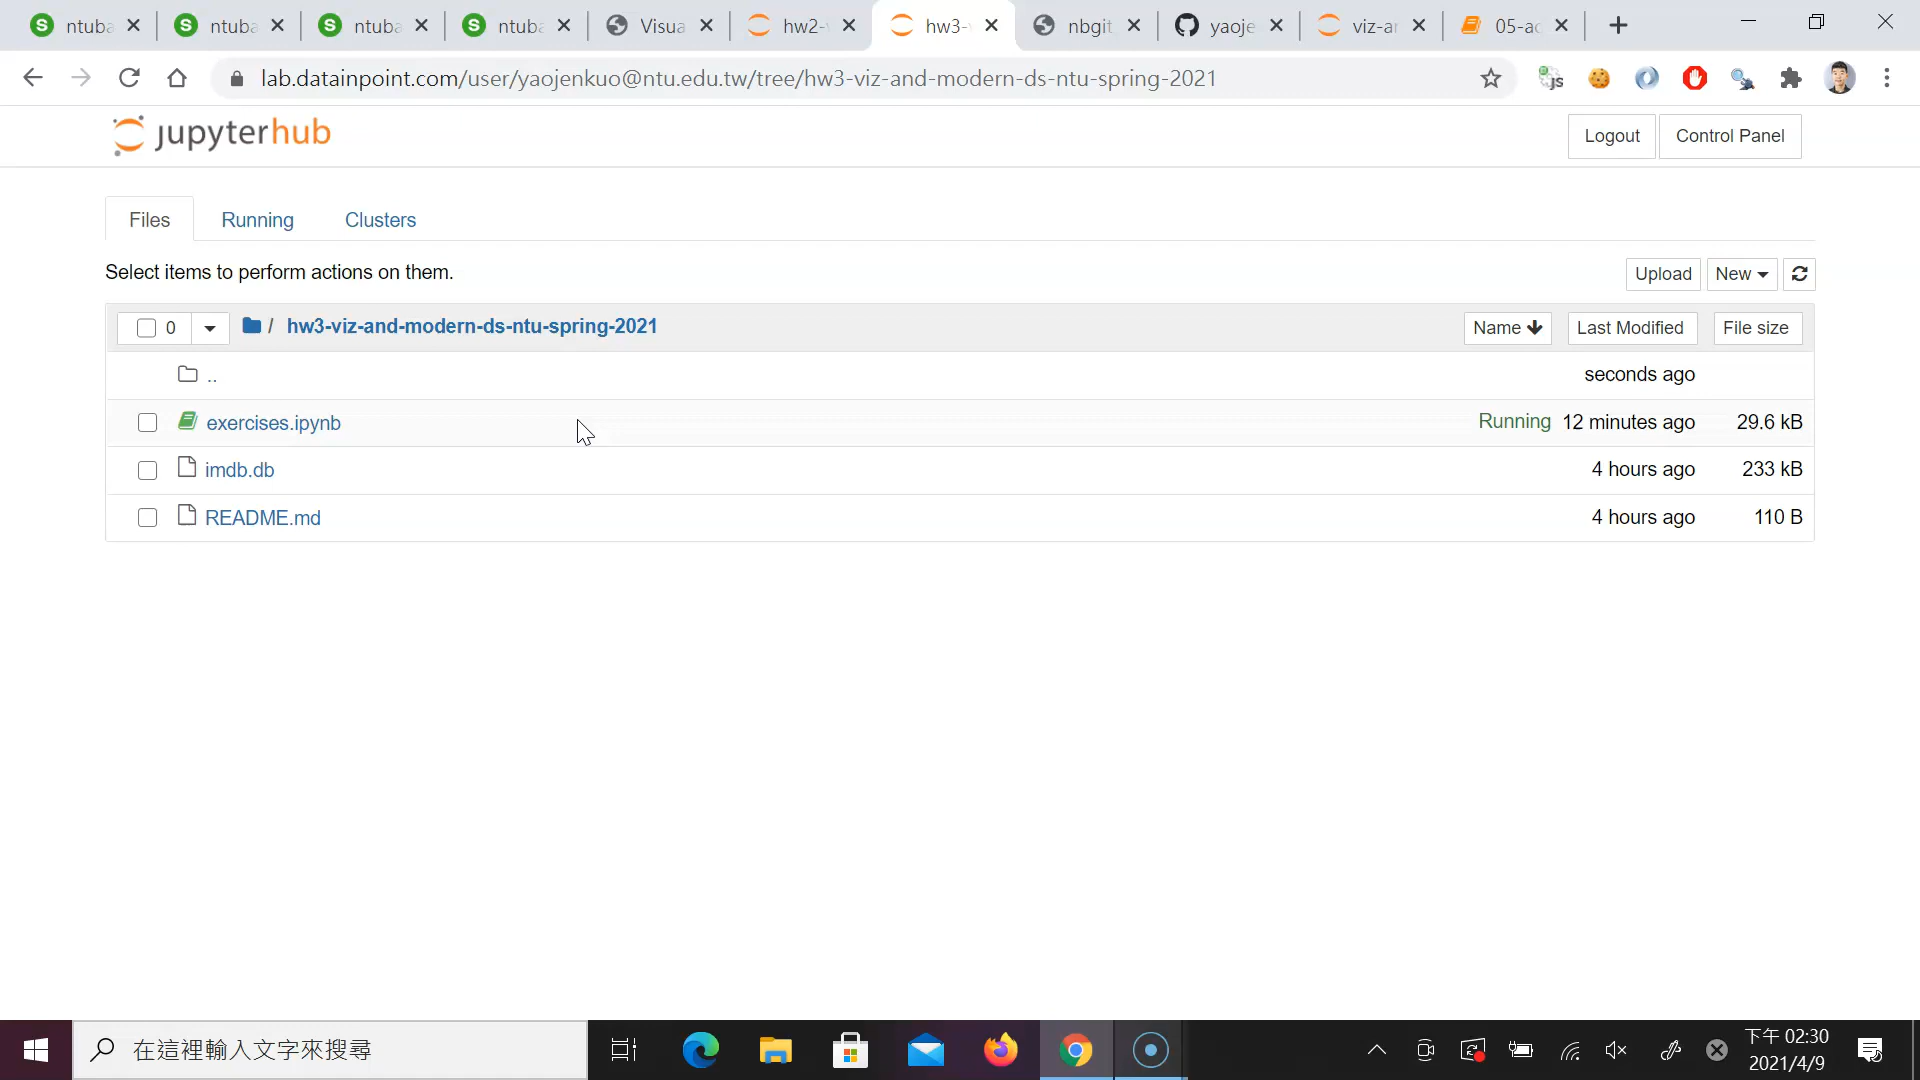 ntuba
ntuba
ntuba
ntuba
Visua
hw2-
hw3-
nbgit
yaoje
viz-ar
05-ac
lab.datainpoint.com/user/yaojenkuo@ntu.edu.tw/tree/hw3-viz-and-modern-ds-ntu-spring-2021
jupyterhub
Logout
Control Panel
Files
Running
Clusters
Select items to perform actions on them.
Upload
New
0
/ hw3-viz-and-modern-ds-ntu-spring-2021
Name
Last Modified
File size
..
seconds ago
exercises.ipynb
Running 12 minutes ago
29.6 kB
imdb.db
4 hours ago
233 kB
README.md
4 hours ago
110 B
在這裡輸入文字來搜尋
下午 02:30
2021/4/9